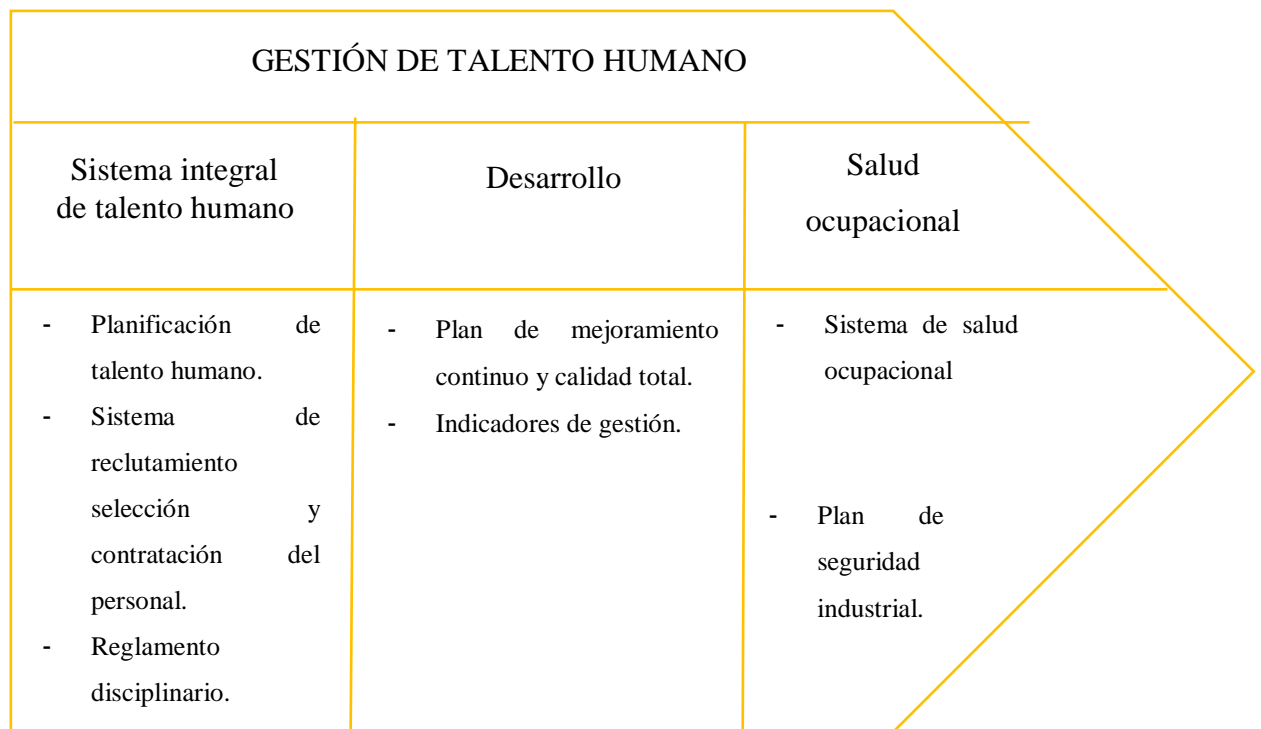 GESTIÓN DE TALENTO HUMANO
Sistema integral
de talento humano
Desarrollo
Salud
ocupacional
- Planificación de
talento humano.
- Sistema de
reclutamiento
selección y
contratación del
personal.
- Reglamento
disciplinario.
- Plan de mejoramiento
continuo y calidad total.
- Indicadores de gestión.
- Sistema de salud
ocupacional
- Plan de
seguridad
industrial.